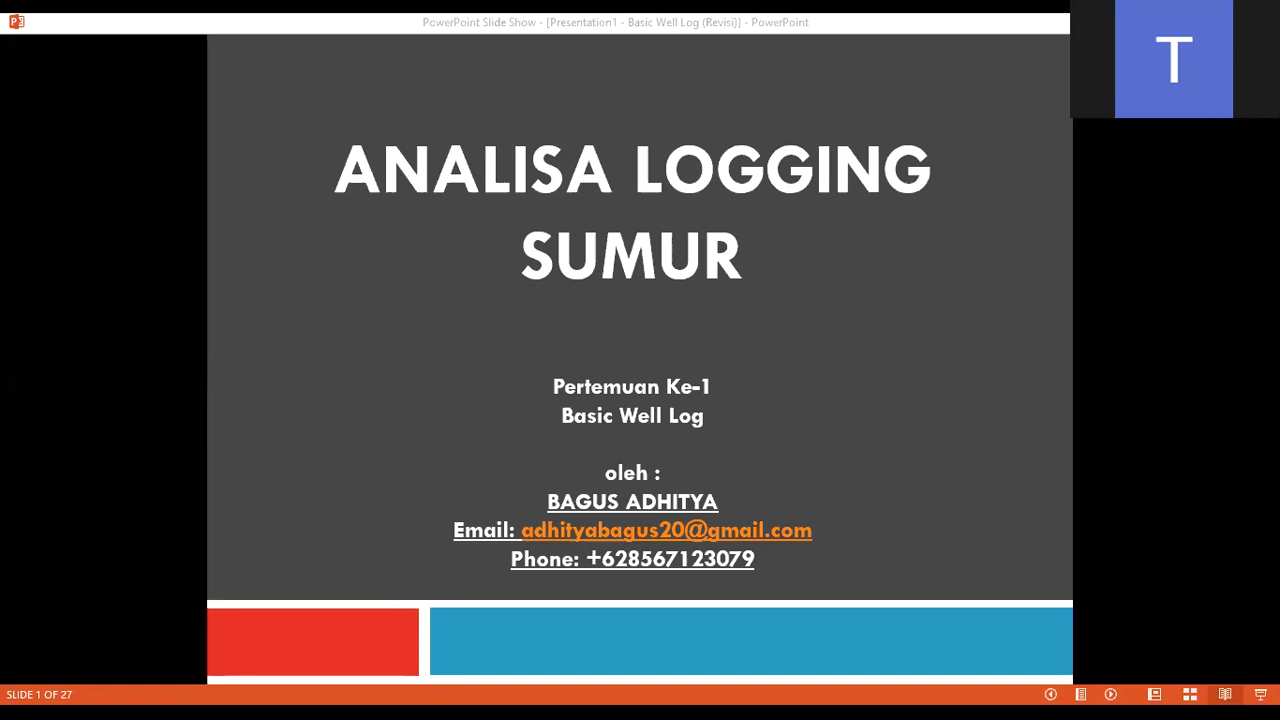 PowerPoint Slide Show - [Presentation1 - Basic Well Log (Revisi)] - PowerPoint
T
ANALISA LOGGING
SUMUR
Pertemuan Ke-1
Basic Well Log
oleh :
BAGUS ADHITYA
Email: adhityabagus20@gmail.com
Phone: +628567123079
SLIDE 1 OF 27